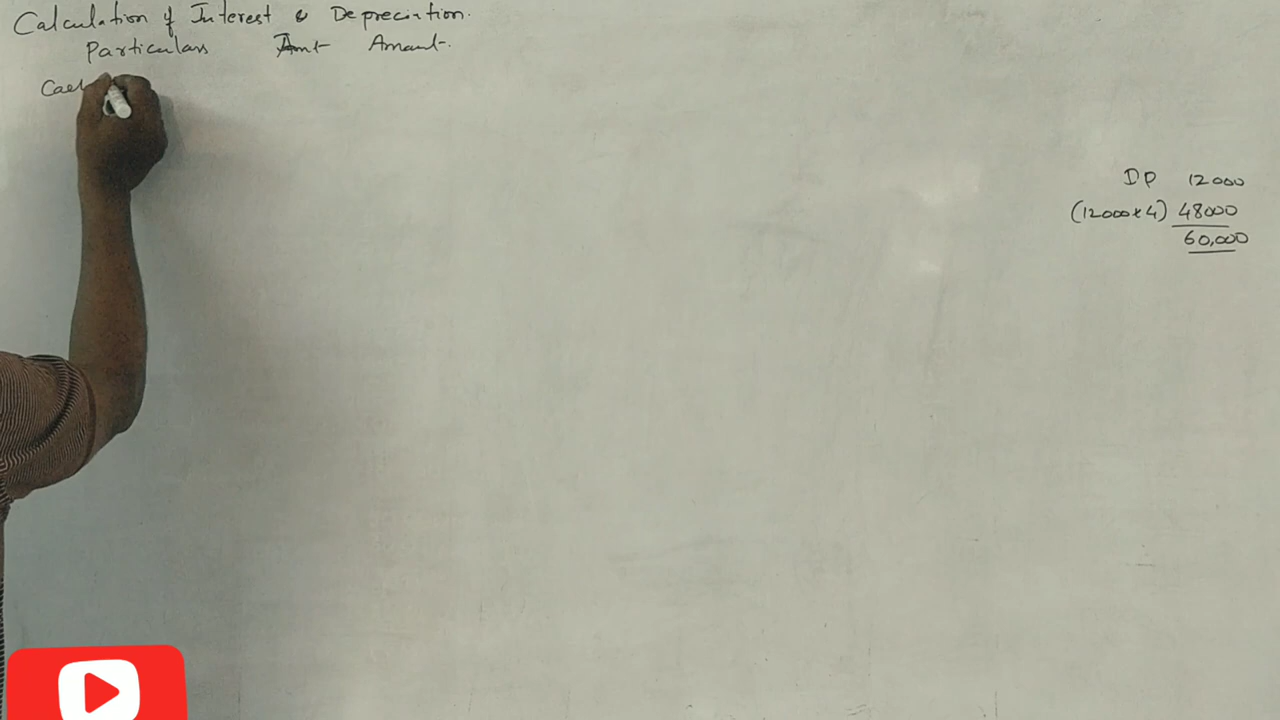 Calculation of Interest & Depreciation.
Particulars Amt Amount.
DP 12000
(12000x4) 48000
60,000